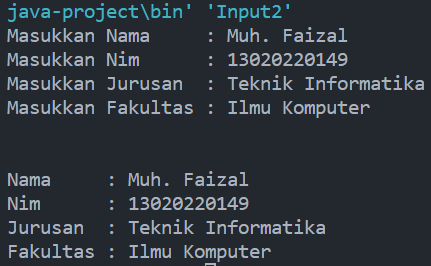 java-project\bin' 'Input2'
Masukkan Nama     : Muh. Faizal
Masukkan Nim      : 13020220149
Masukkan Jurusan  : Teknik Informatika
Masukkan Fakultas : Ilmu Komputer
Nama     : Muh. Faizal
Nim      : 13020220149
Jurusan  : Teknik Informatika
Fakultas : Ilmu Komputer